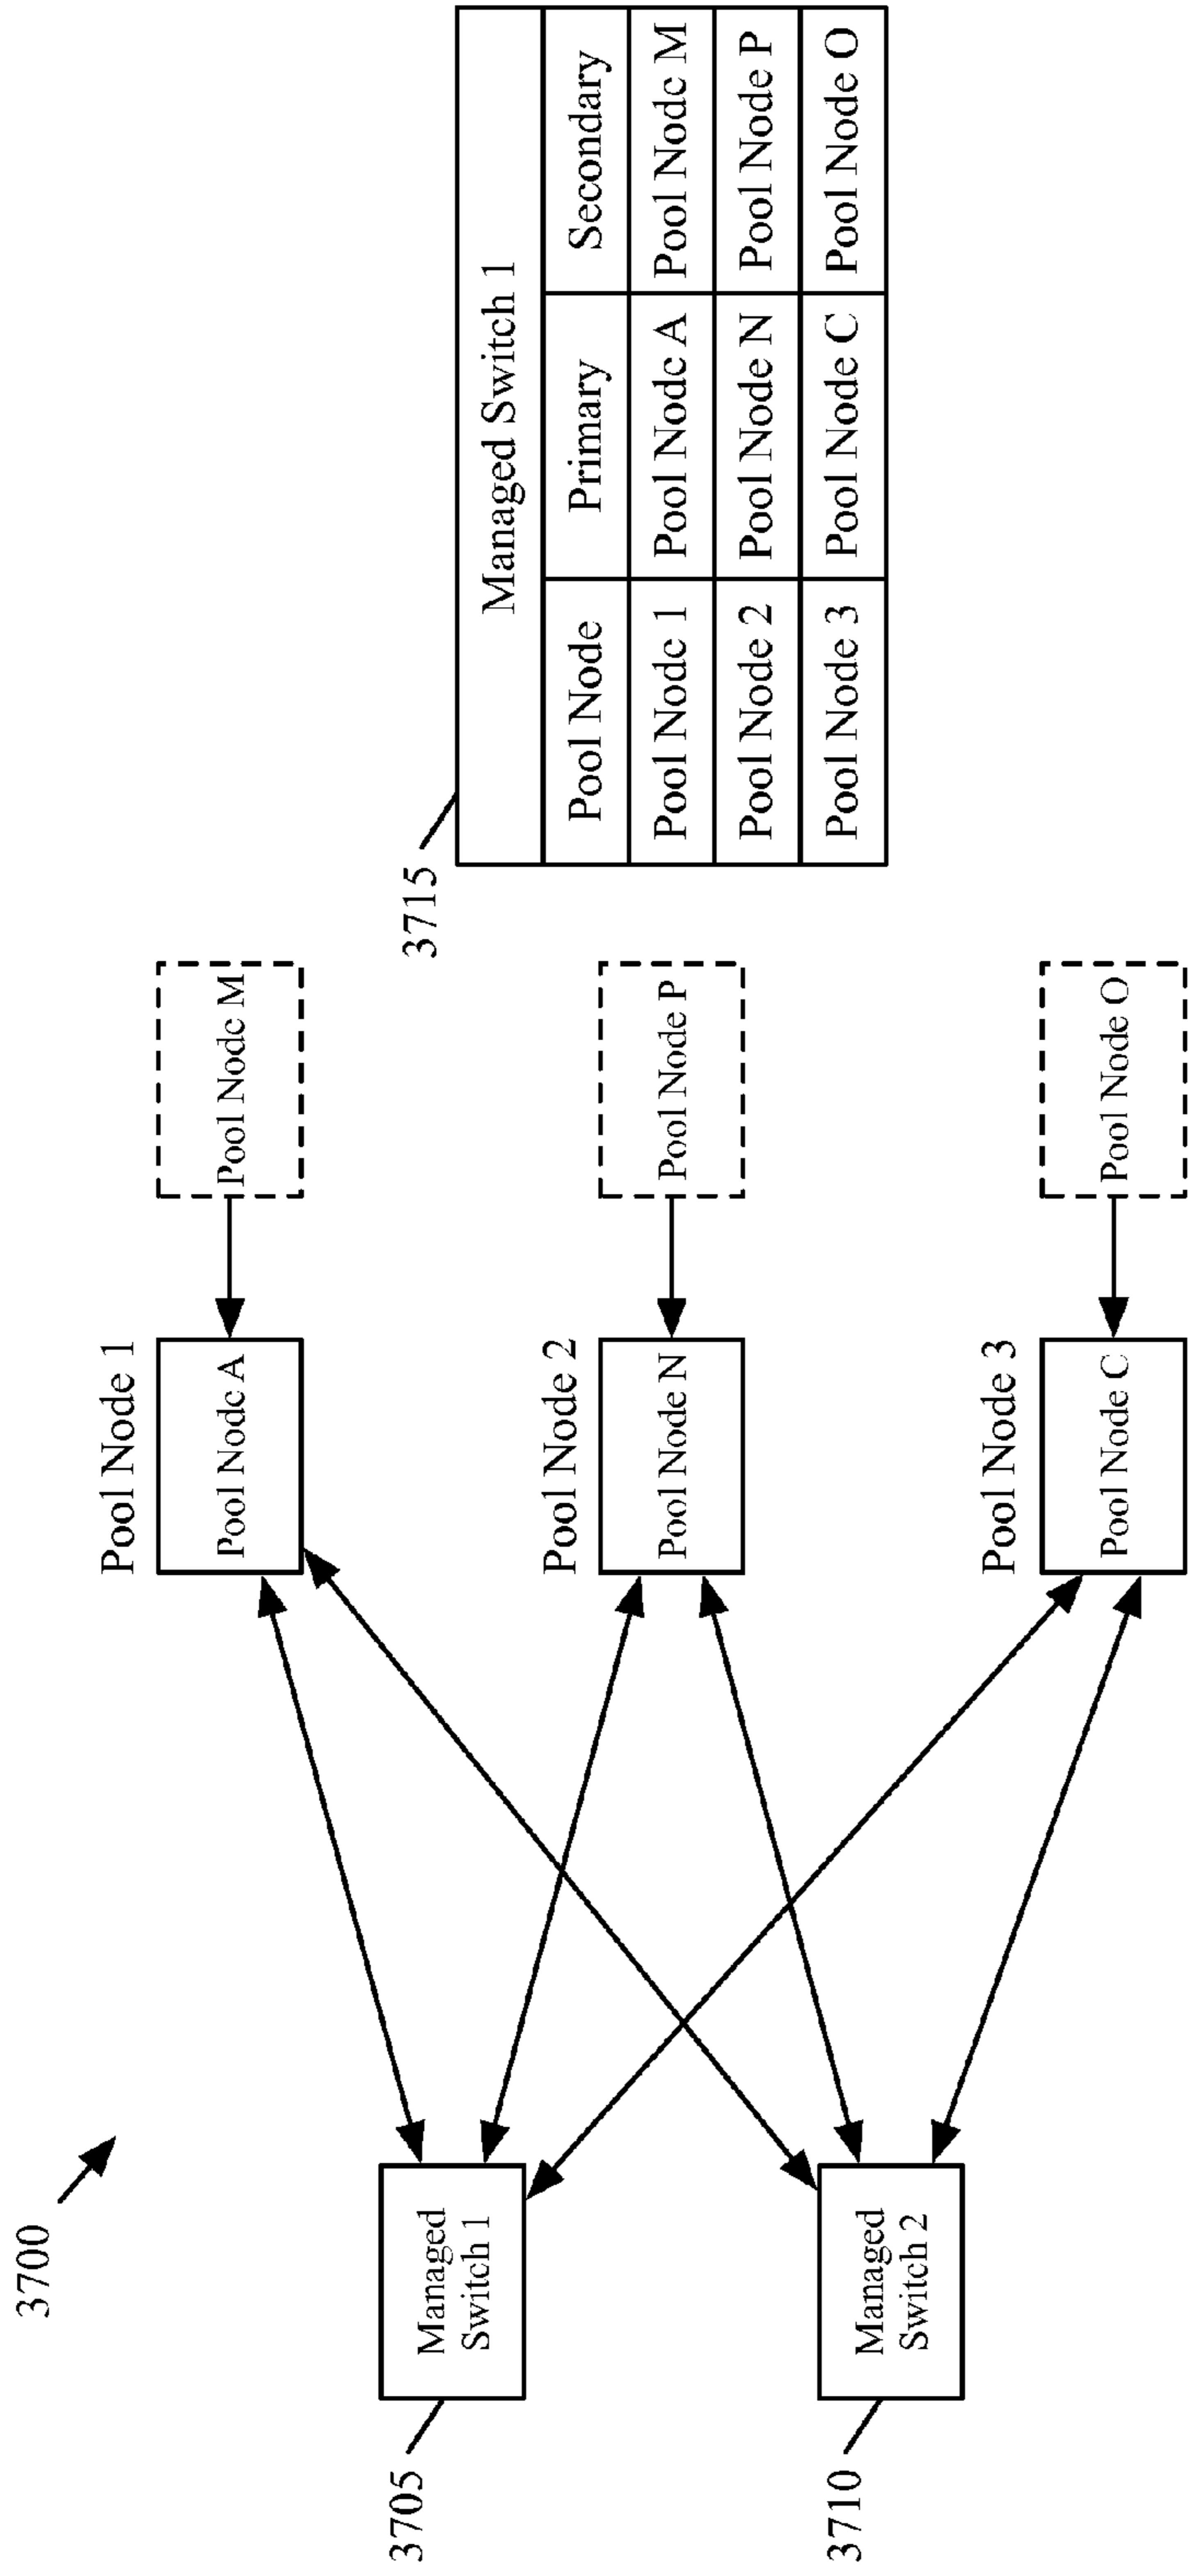 3700
3705
Managed
Switch 1
3710
Managed
Switch 2
Pool Node 1
Pool Node A
Pool Node M
Pool Node 2
Pool Node N
Pool Node P
Pool Node 3
Pool Node C
Pool Node O
3715
Managed Switch 1
Pool Node Primary Secondary
Pool Node 1 Pool Node A Pool Node M
Pool Node 2 Pool Node N Pool Node P
Pool Node 3 Pool Node C Pool Node O